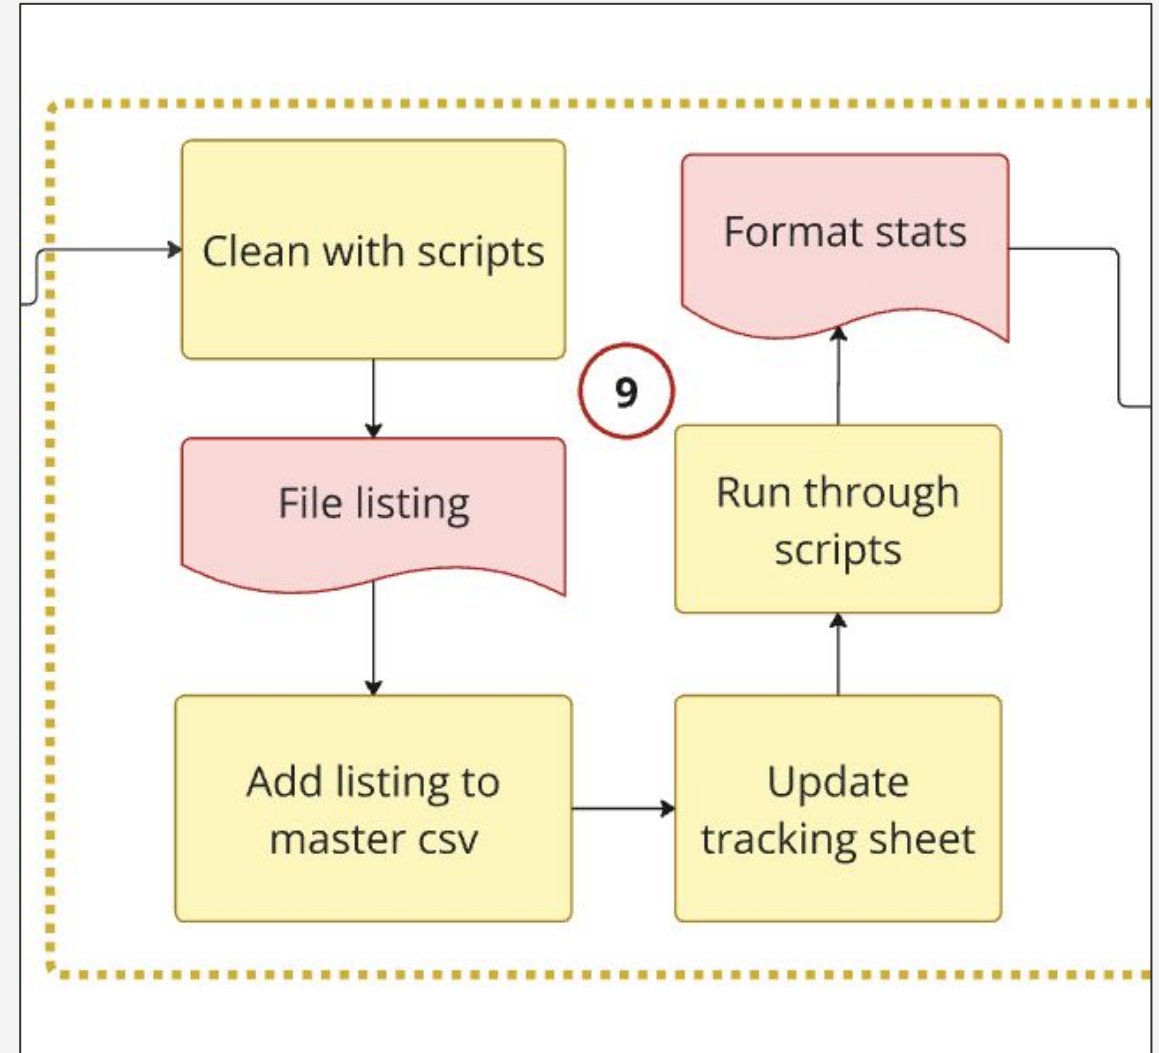 Clean with scripts
Format stats
9
File listing
Run through
scripts
Add listing to
master csv
Update
tracking sheet